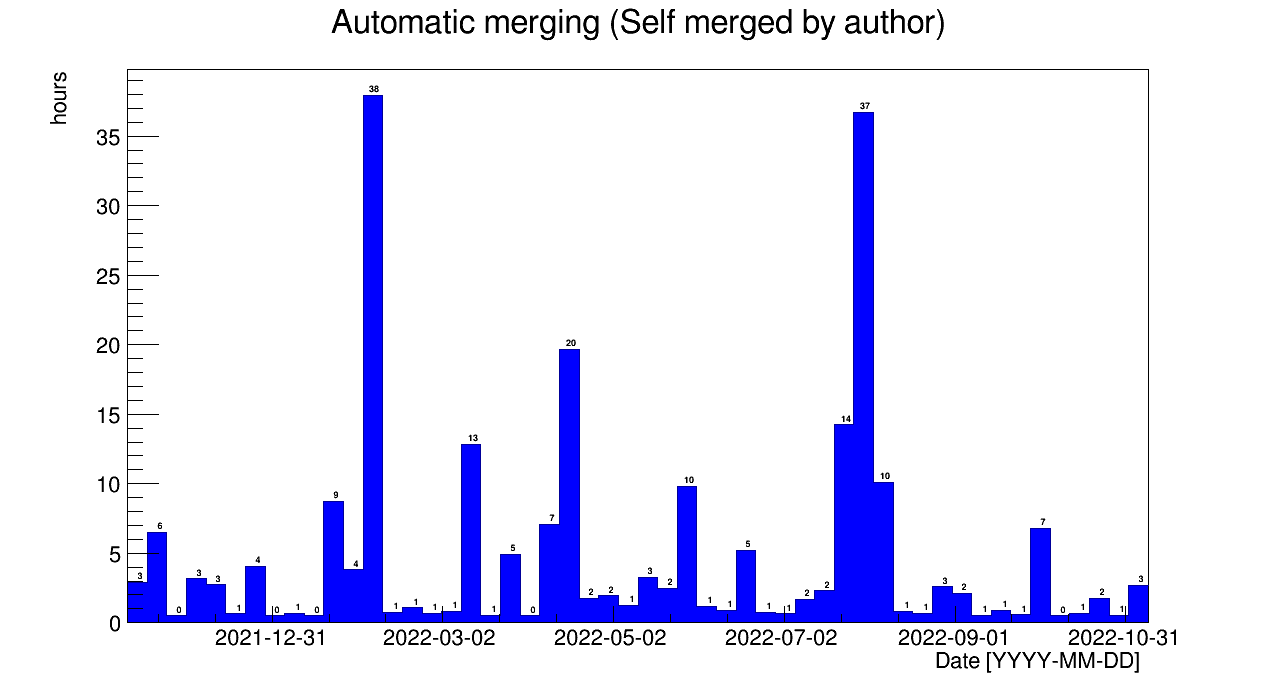 Automatic merging (Self merged by author)
hours
35
30
25
20
15
10
5
0
3 6 0 3 3 1 4 0 1 0 9 4 38 1 1 1 1 13 1 5 0 7 20 2 2 1 3 2 10 1 1 5 1 1 2 2 14 37 10 1 1 3 2 1 1 1 7 0 1 2 1 3
2021-12-31 2022-03-02 2022-05-02 2022-07-02 2022-09-01 2022-10-31
Date [YYYY-MM-DD]